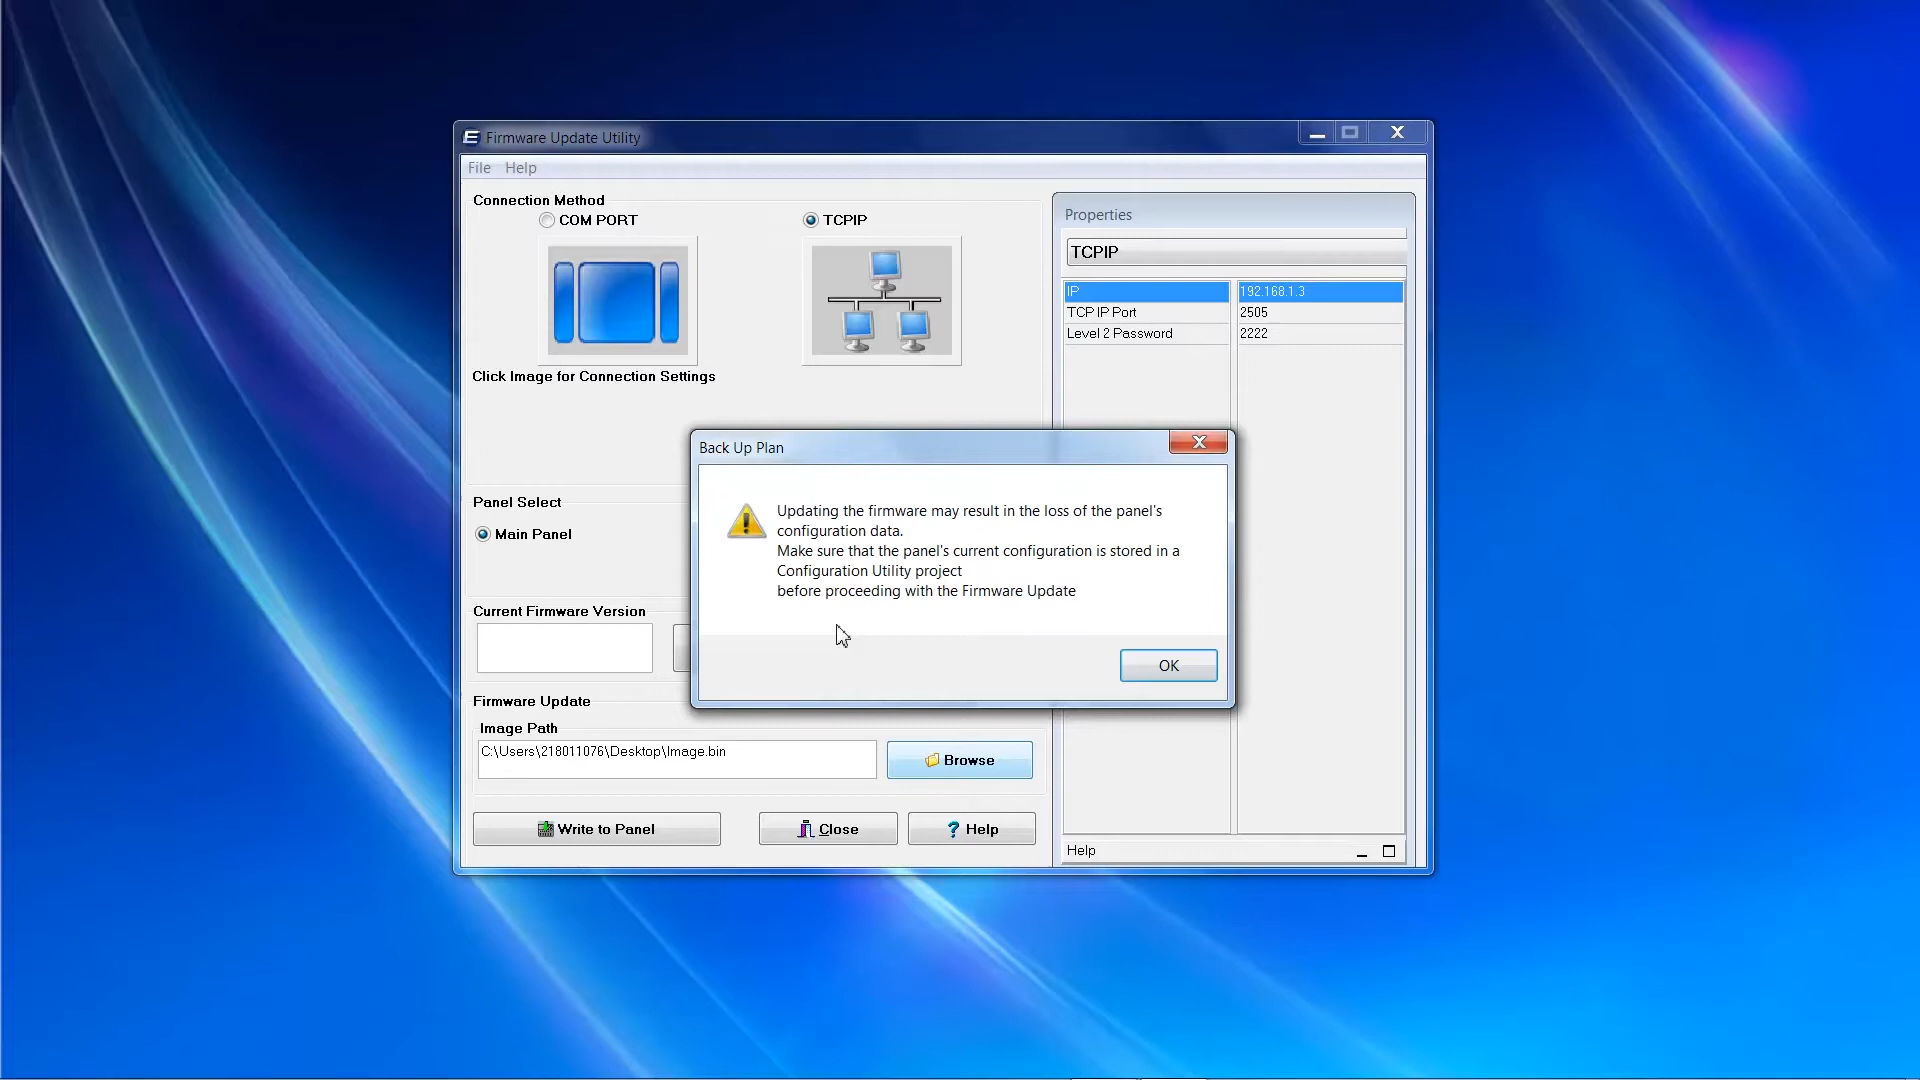 Firmware Update Utility
File Help
Connection Method
COM PORT
TCPIP
Click Image for Connection Settings
Properties
TCPIP
IP 192.168.1.3
TCP IP Port 2505
Level 2 Password 2222
Back Up Plan
Updating the firmware may result in the loss of the panel's
configuration data.
Make sure that the panel's current configuration is stored in a
Configuration Utility project
before proceeding with the Firmware Update
OK
Panel Select
Main Panel
Current Firmware Version
Firmware Update
Image Path
C:\Users\218011076\Desktop\Image.bin
Browse
Write to Panel
Close
? Help
Help